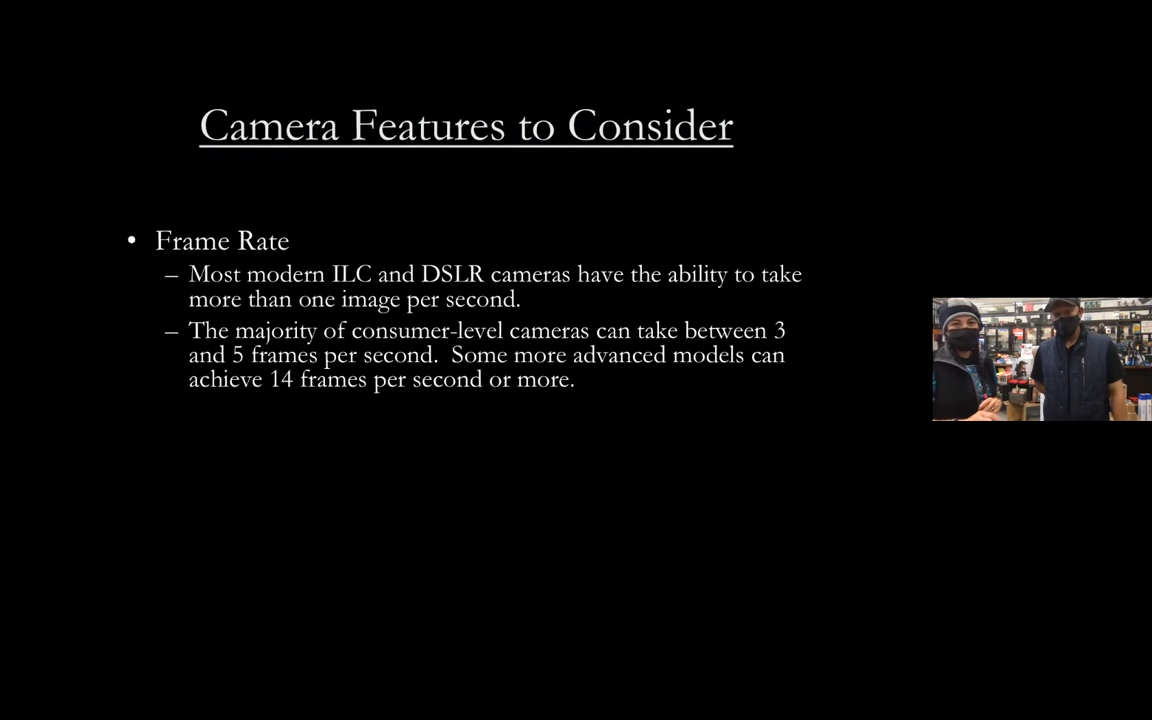 Camera Features to Consider
• Frame Rate
– Most modern ILC and DSLR cameras have the ability to take
more than one image per second.
– The majority of consumer-level cameras can take between 3
and 5 frames per second.  Some more advanced models can
achieve 14 frames per second or more.